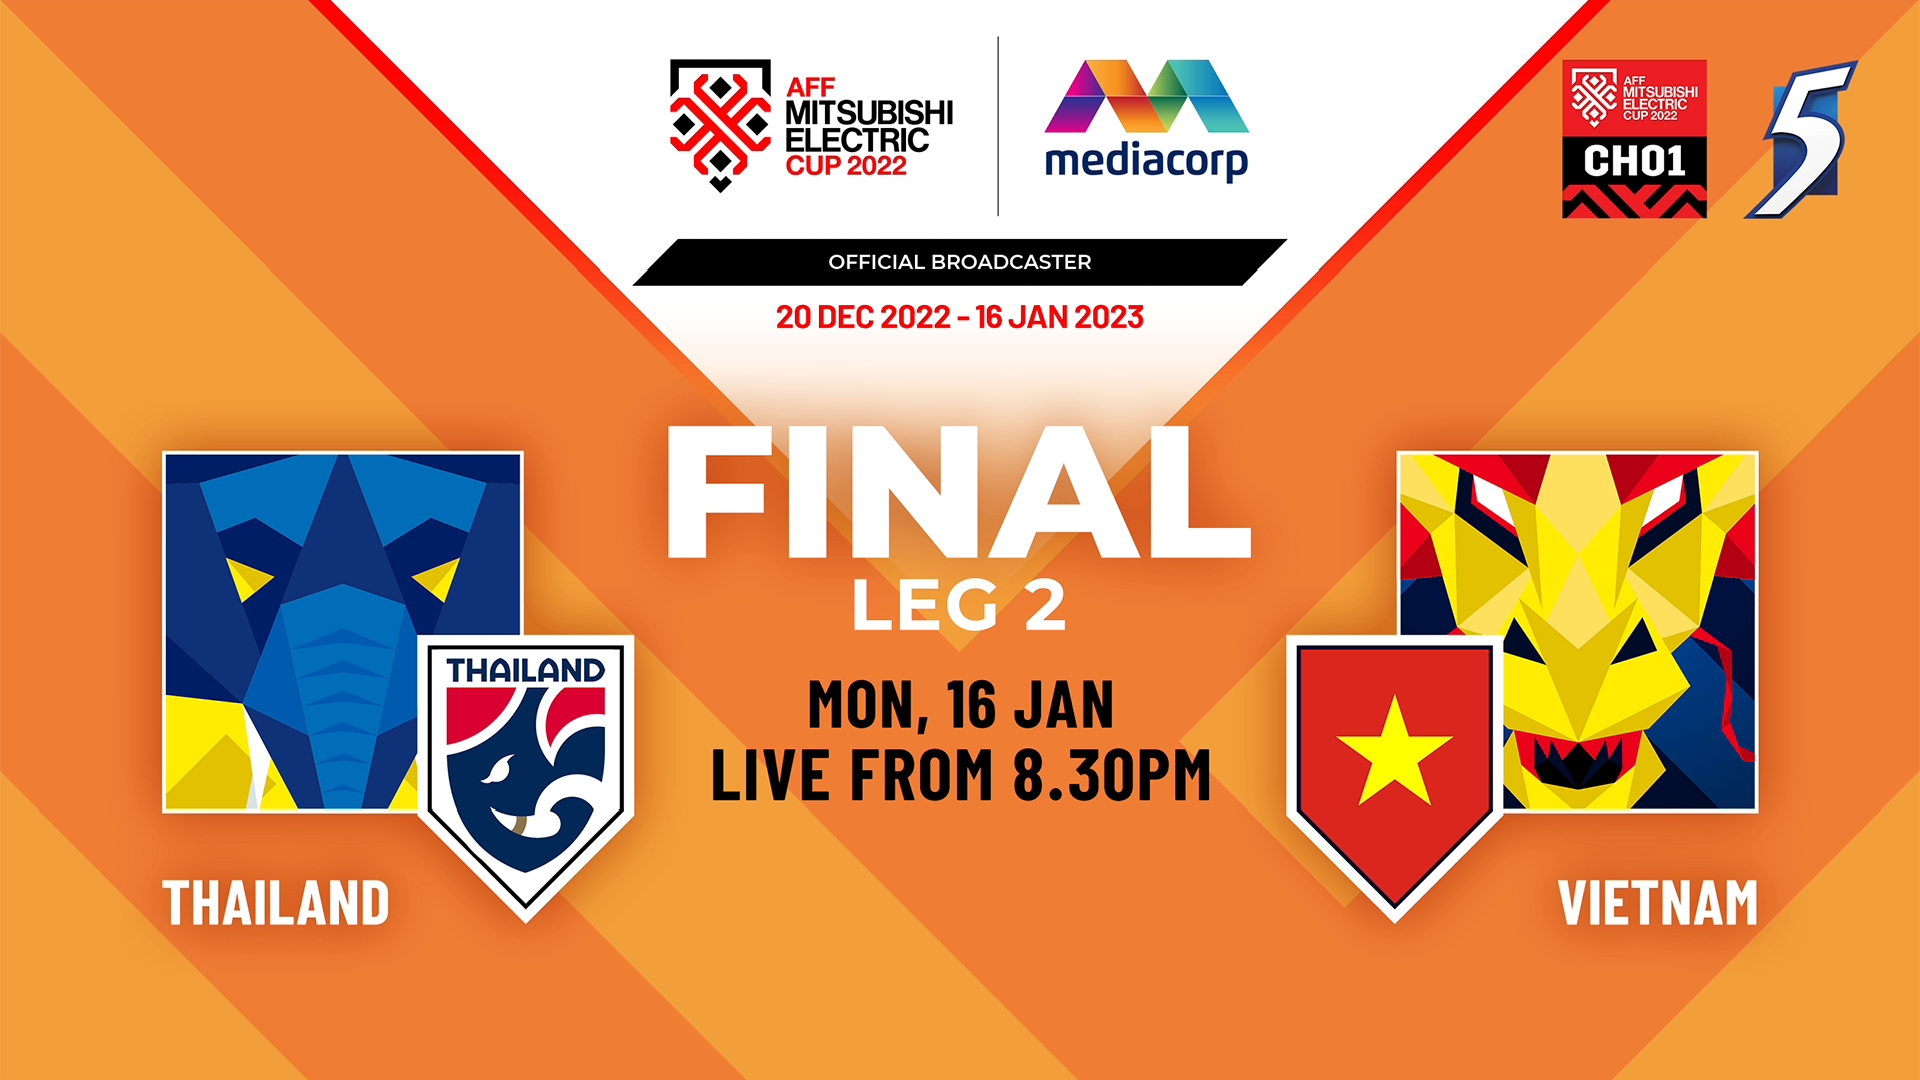 AFF
MITSUBISHI
ELECTRIC
CUP 2022
mediacorp
AFF
MITSUBISHI
ELECTRIC
CUP 2022
CH01
5
OFFICIAL BROADCASTER
20 DEC 2022 - 16 JAN 2023
FINAL
LEG 2
MON, 16 JAN
LIVE FROM 8.30PM
THAILAND
THAILAND
VIETNAM